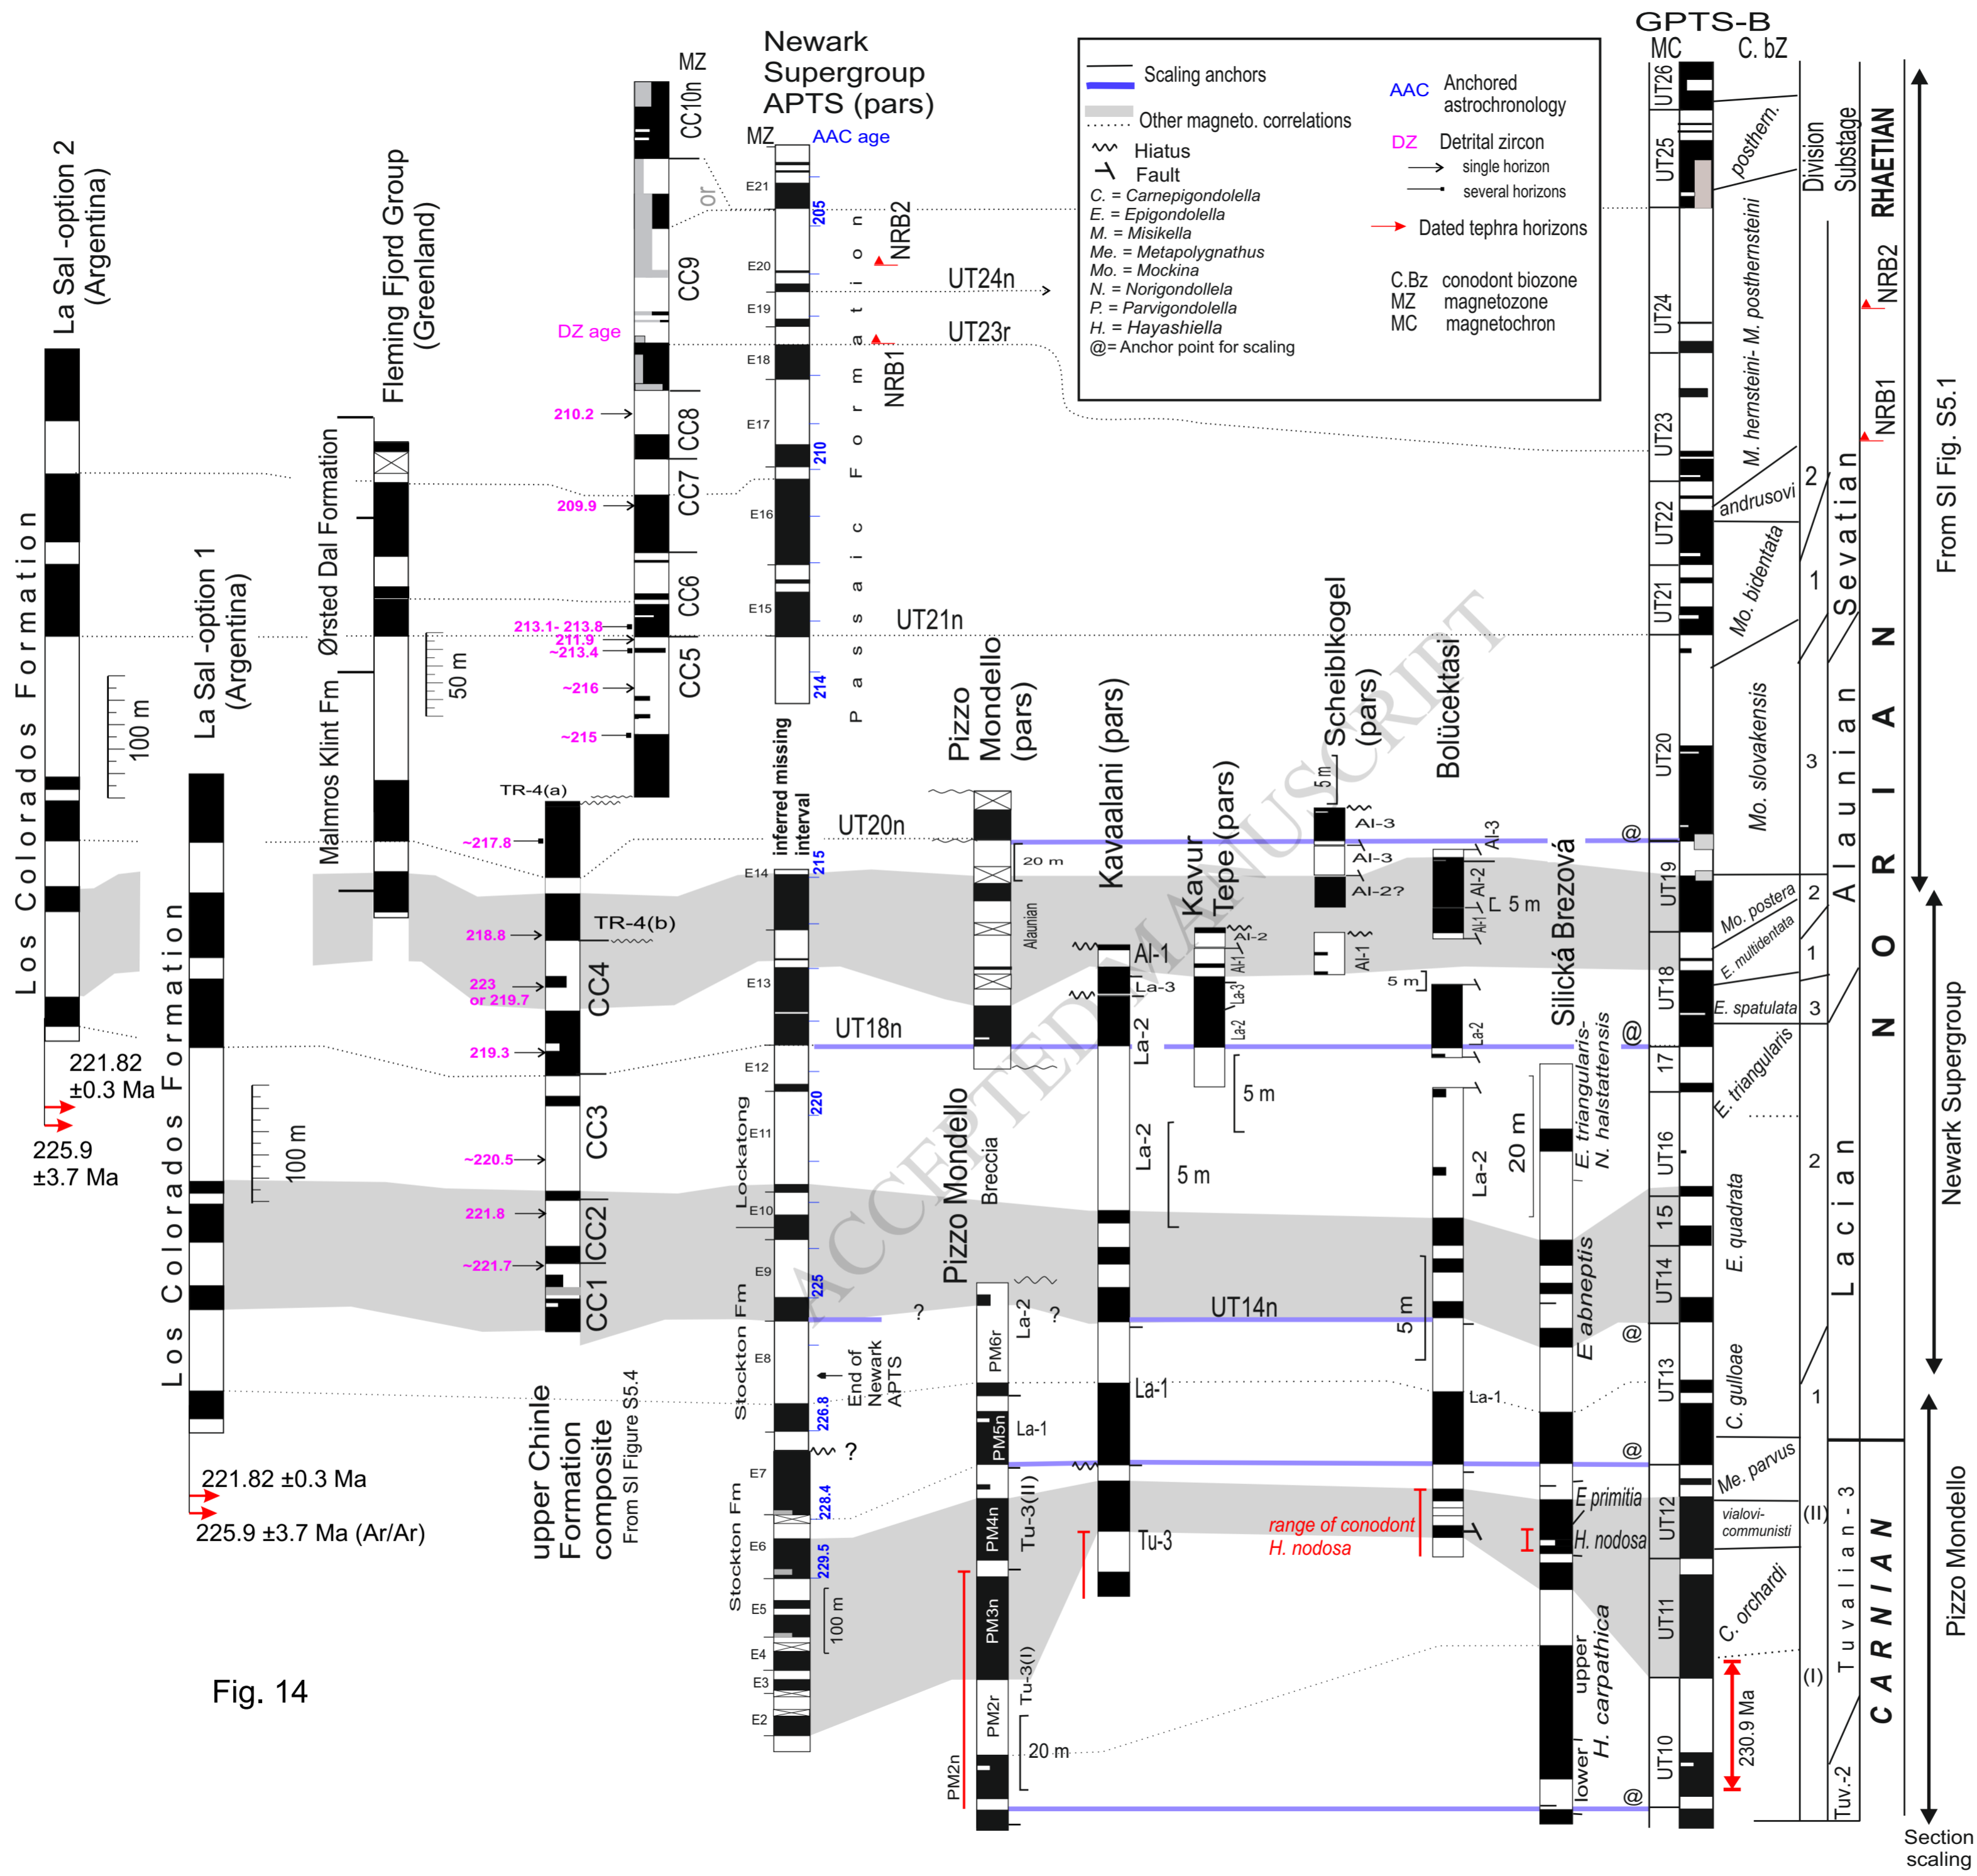 GPTS-B
MC
C. bZ
Newark
Supergroup
APTS (pars)
MZ
AAC age
MZ
La Sal -option 2
(Argentina)
Fleming Fjord Group
(Greenland)
La Sal -option 1
(Argentina)
Scaling anchors
Other magneto. correlations
Hiatus
Fault
C. = Carnepigondolella
E. = Epigondolella
M. = Misikella
Me. = Metapolygnathus
Mo. = Mockina
N. = Norigondollela
P. = Parvigondolella
H. = Hayashiella
@= Anchor point for scaling
AAC Anchored
astrochronology
DZ Detrital zircon
single horizon
several horizons
Dated tephra horizons
C.Bz conodont biozone
MZ magnetozone
MC magnetochron
Los Colorados Formation
100 m
221.82
±0.3 Ma
225.9
±3.7 Ma
Los Colorados Formation
100 m
221.82 ±0.3 Ma
225.9 ±3.7 Ma (Ar/Ar)
Ørsted Dal Formation
Malmros Klint Fm
50 m
CC10n
CC9
CC8
CC7
CC6
CC5
or
DZ age
210.2
209.9
213.1- 213.8
211.9
~213.4
~216
~215
TR-4(a)
~217.8
TR-4(b)
218.8
223
or 219.7
219.3
~220.5
221.8
~221.7
CC4
CC3
CC2
CC1
upper Chinle
Formation
composite
From SI Figure S5.4
E21
E20
E19
E18
E17
E16
E15
205
210
214
Passaic Formation
NRB2
NRB1
inferred missing
interval
E14
E13
E12
E11
E10
E9
E8
E7
E6
E5
E4
E3
E2
215
220
225
226.8
228.4
229.5
Lockatong
Stockton Fm
Stockton Fm
100 m
End of
Newark
APTS
?
?
?
UT24n
UT23r
UT21n
UT20n
UT18n
UT14n
Pizzo
Mondello
(pars)
20 m
Alaunian
Pizzo Mondello
Breccia
La-2
PM6r
PM5n
La-1
PM4n
Tu-3(II)
PM3n
Tu-3(I)
PM2r
PM2n
20 m
Kavaalani (pars)
Al-1
La-3
La-2
La-2
5 m
La-1
Tu-3
Kavur
Tepe (pars)
Al-2
Al-1
La-3
La-2
5 m
Scheiblkogel
(pars)
5 m
Al-3
Al-3
Al-2?
Al-1
Bolücektasi
Al-3
Al-2
Al-1
5 m
5 m
La-2
La-2
5 m
La-1
range of conodont
H. nodosa
Silická Brezová
E. triangularis-
N. halstattensis
20 m
E abneptis
E primitia
H. nodosa
upper
lower
H. carpathica
@
@
@
@
@
UT26
UT25
UT24
UT23
UT22
UT21
UT20
UT19
UT18
17
UT16
15
UT14
UT13
UT12
UT11
UT10
posthern.
M. hernsteini- M. posthernsteini
andrusovi
Mo. bidentata
Mo. slovakensis
Mo. postera
E. multidentata
E. spatulata
E. triangularis
E. quadrata
C. gulloae
Me. parvus
vialovi-
communisti
C. orchardi
230.9 Ma
Division
Substage
2
1
3
2
1
3
2
1
(II)
(I)
Sevatian
Alaunian
Lacian
Tuvalian-3
Tuv.-2
RHAETIAN
NORIAN
CARNIAN
NRB2
NRB1
From SI Fig. S5.1
Newark Supergroup
Pizzo Mondello
Section
scaling
ACCEPTED MANUSCRIPT
Fig. 14